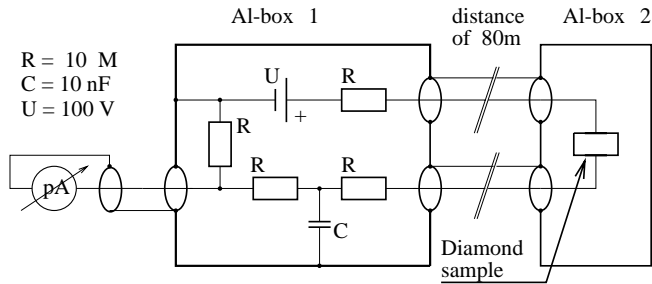 Al-box 1
distance
of 80m
Al-box 2
R = 10 M
C = 10 nF
U = 100 V
U
R
+
R
R
R
pA
C
Diamond
sample